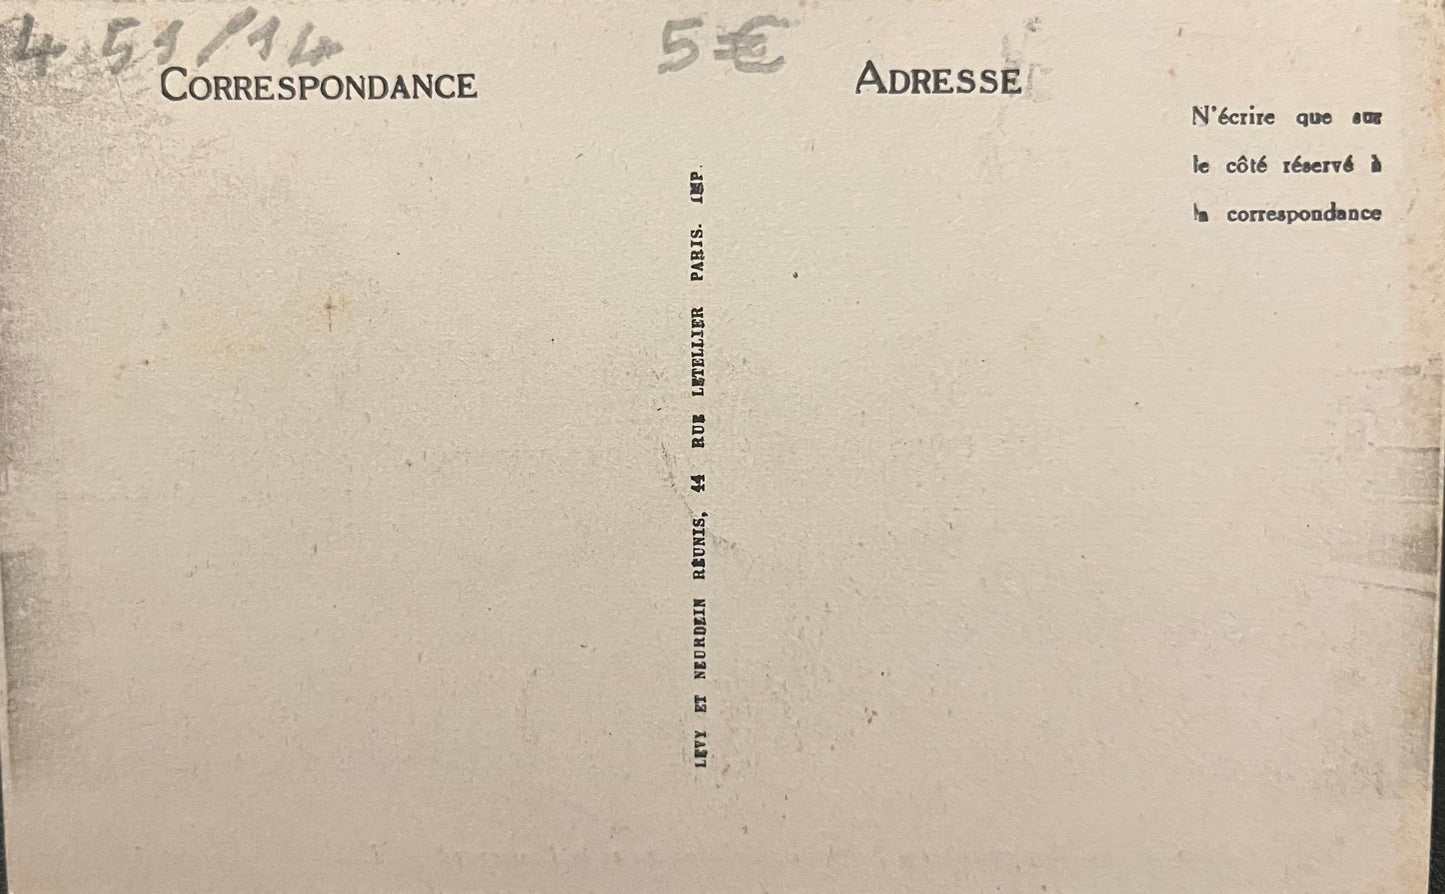 4 51/14
5 €
CORRESPONDANCE
ADRESSE
N'écrire que sur
le côté réservé à
la correspondance
LEVY ET NEURDEIN RÉUNIS, 44 RUE LETELLIER PARIS. IMP.